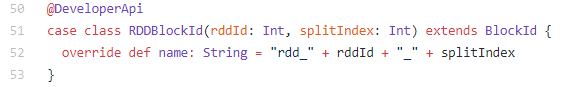 50 @DeveloperApi
51 case class RDDBlockId(rddId: Int, splitIndex: Int) extends BlockId {
52   override def name: String = "rdd_" + rddId + "_" + splitIndex
53 }